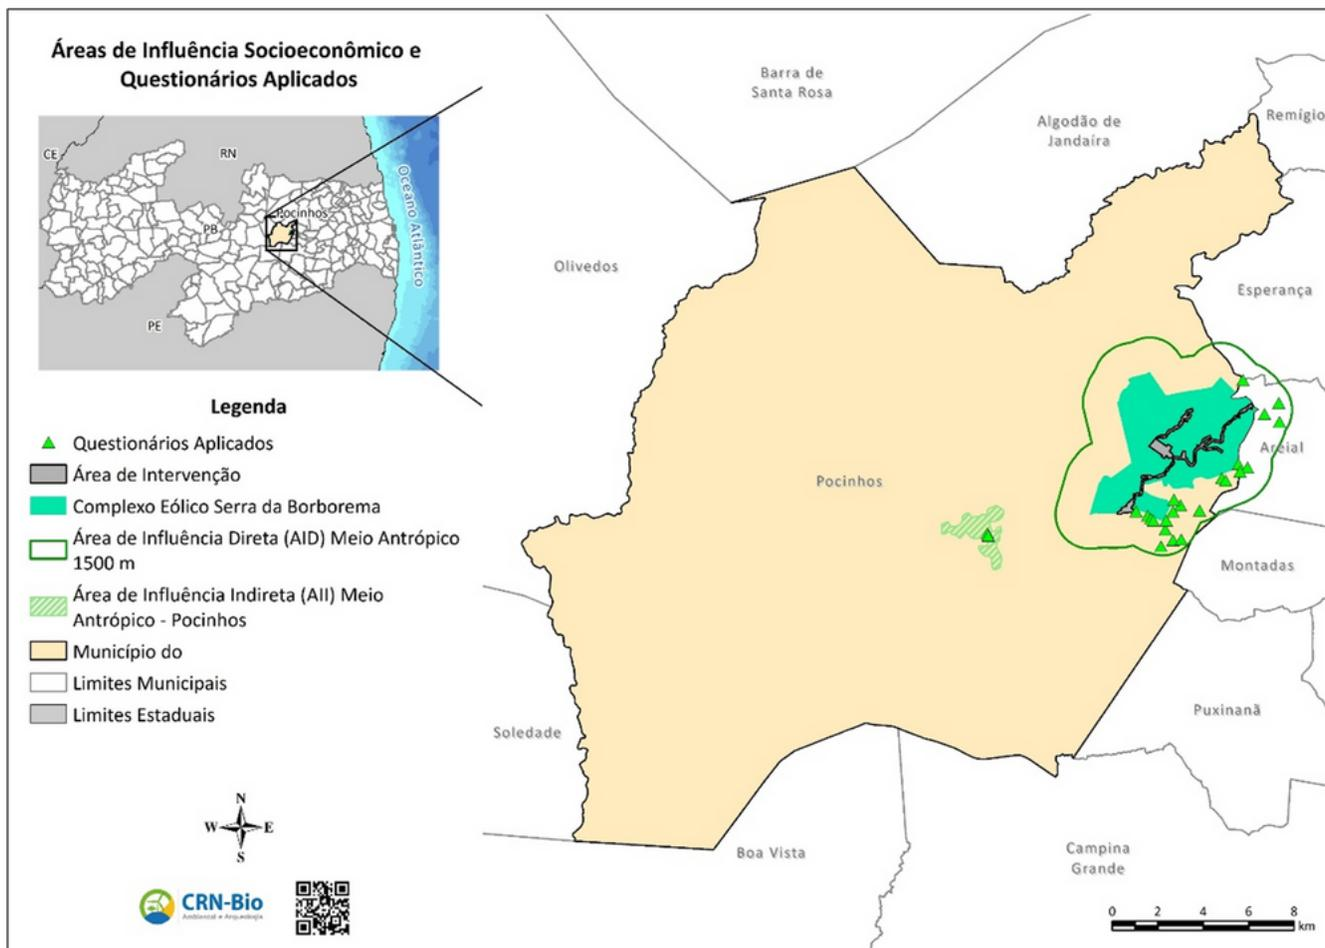 Áreas de Influência Socioeconômico e
Questionários Aplicados
CE
RN
PB
Pocinhos
PE
Oceano Atlântico
Legenda
Questionários Aplicados
Área de Intervenção
Complexo Eólico Serra da Borborema
Área de Influência Direta (AID) Meio Antrópico
1500 m
Área de Influência Indireta (AII) Meio
Antrópico - Pocinhos
Município do
Limites Municipais
Limites Estaduais
N
W E
S
CRN-Bio
Ambiental e Arqueologia
Barra de
Santa Rosa
Algodão de
Jandaíra
Remígio
Olivedos
Esperança
Areial
Pocinhos
Montadas
Puxinanã
Soledade
Boa Vista
Campina
Grande
0 2 4 6 8
km